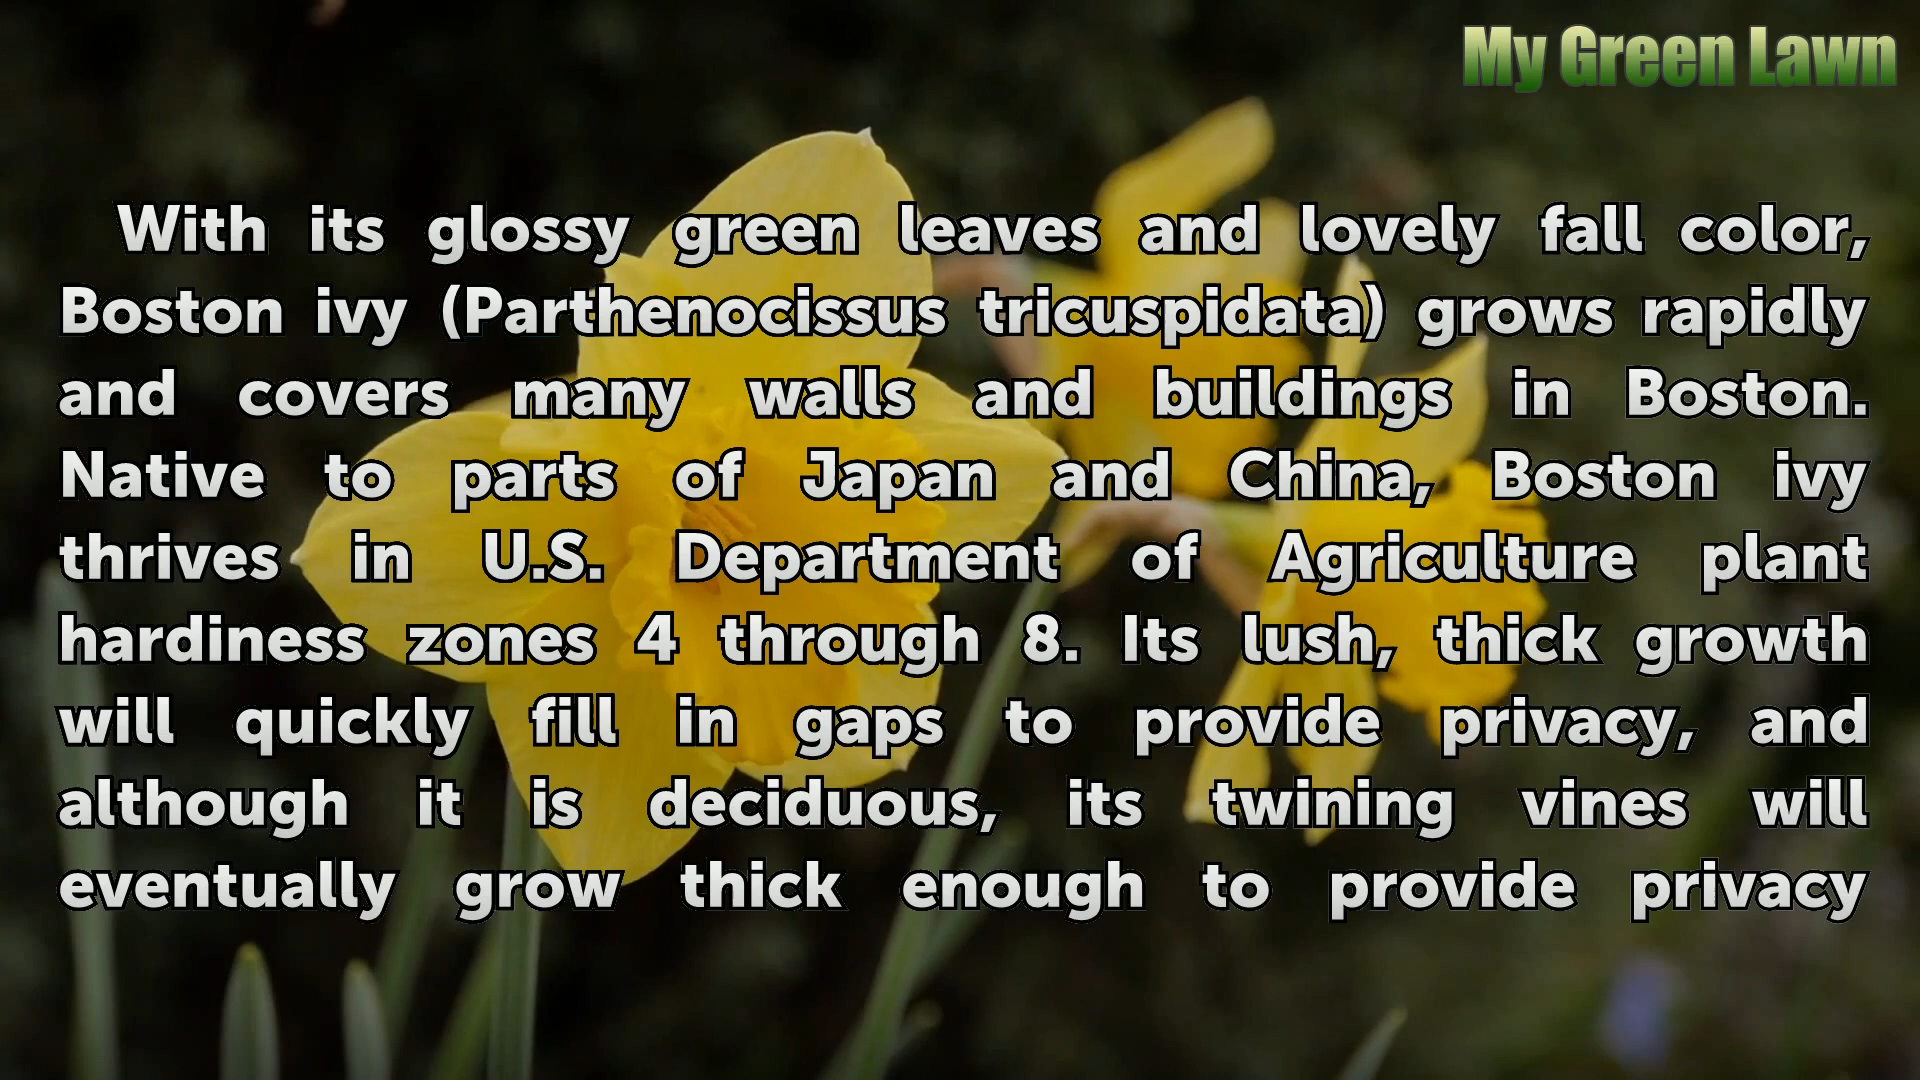 My Green Lawn
With its glossy green leaves and lovely fall color,
Boston ivy (Parthenocissus tricuspidata) grows rapidly
and covers many walls and buildings in Boston.
Native to parts of Japan and China, Boston ivy
thrives in U.S. Department of Agriculture plant
hardiness zones 4 through 8. Its lush, thick growth
will quickly fill in gaps to provide privacy, and
although it is deciduous, its twining vines will
eventually grow thick enough to provide privacy